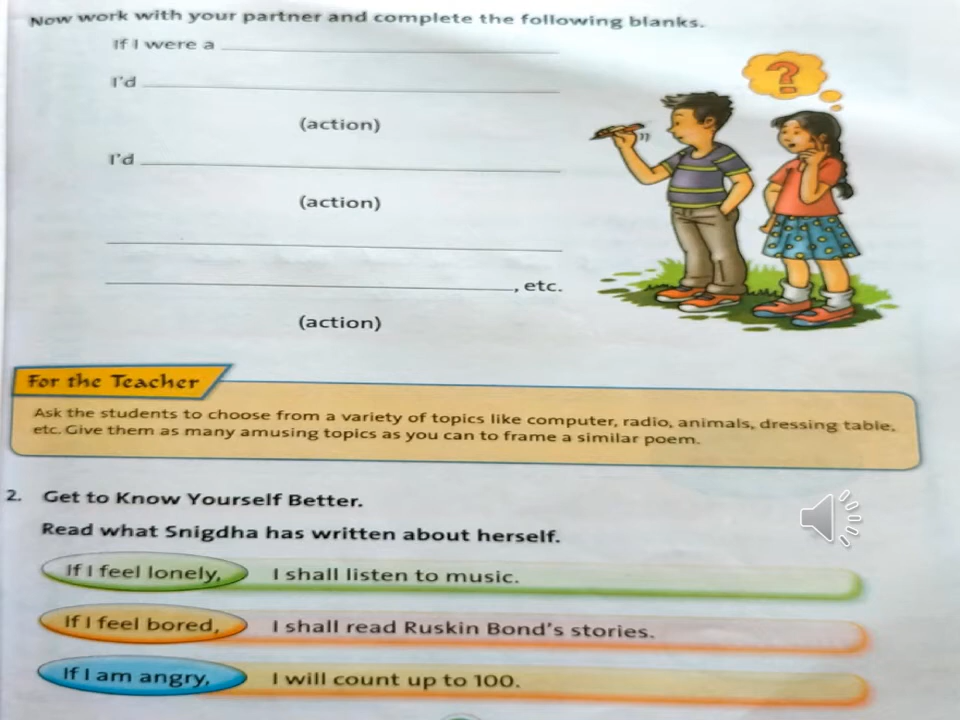 Now work with your partner and complete the following blanks.
If I were a
I'd
(action)
I'd
(action)
, etc.
(action)
?
For the Teacher
Ask the students to choose from a variety of topics like computer, radio, animals, dressing table,
etc. Give them as many amusing topics as you can to frame a similar poem.
2. Get to Know Yourself Better.
Read what Snigdha has written about herself.
If I feel lonely, I shall listen to music.
If I feel bored, I shall read Ruskin Bond's stories.
If I am angry, I will count up to 100.